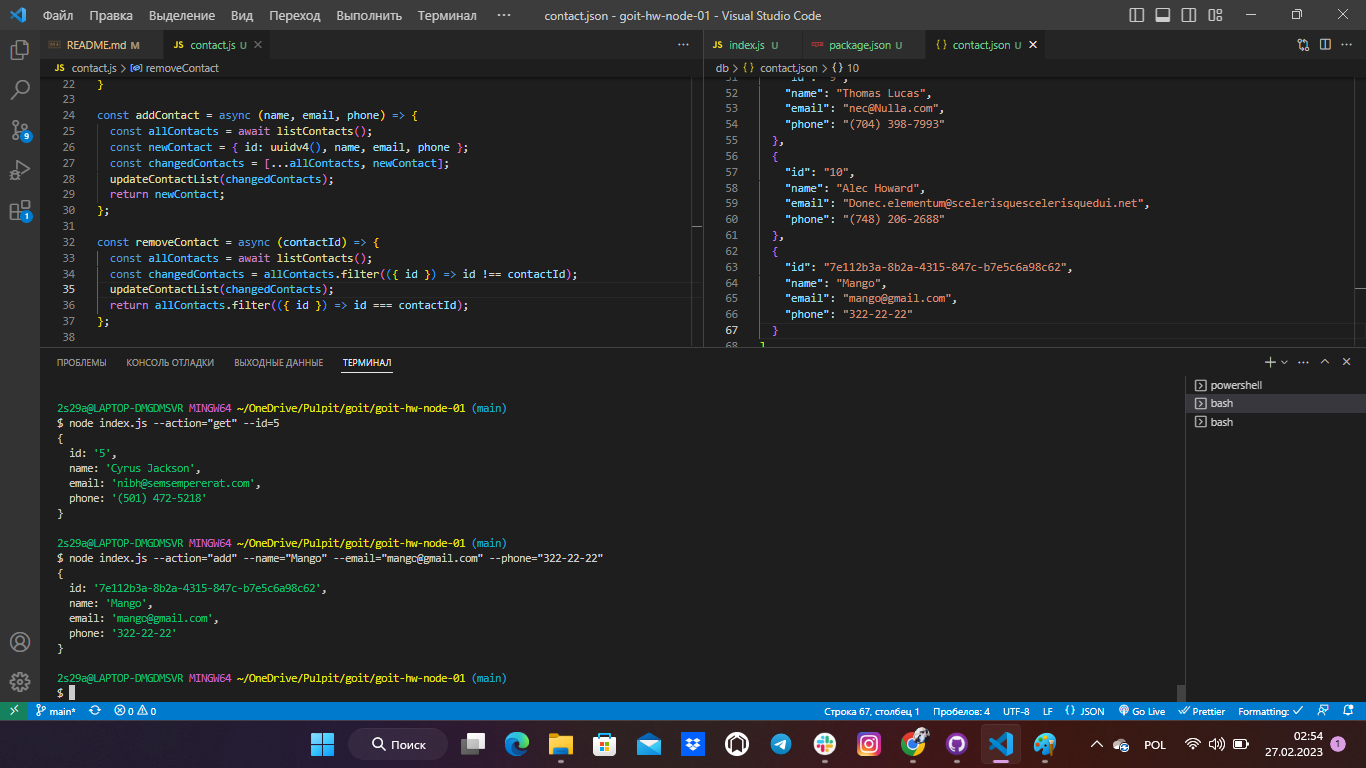 Файл Правка Выделение Вид Переход Выполнить Терминал ··· contact.json - goit-hw-node-01 - Visual Studio Code
README.md M JS contact.js U
JS contact.js > removeContact
22 }
23
24 const addContact = async (name, email, phone) => {
25 const allContacts = await listContacts();
26 const newContact = { id: uuidv4(), name, email, phone };
27 const changedContacts = [...allContacts, newContact];
28 updateContactList(changedContacts);
29 return newContact;
30 };
31
32 const removeContact = async (contactId) => {
33 const allContacts = await listContacts();
34 const changedContacts = allContacts.filter(({ id }) => id !== contactId);
35 updateContactList(changedContacts);
36 return allContacts.filter(({ id }) => id === contactId);
37 };
38
JS index.js U package.json U {} contact.json U
db > {} contact.json > {} 10
51 "id": "9",
52 "name": "Thomas Lucas",
53 "email": "nec@Nulla.com",
54 "phone": "(704) 398-7993"
55 },
56 {
57 "id": "10",
58 "name": "Alec Howard",
59 "email": "Donec.elementum@scelerisquescelerisquedui.net",
60 "phone": "(748) 206-2688"
61 },
62 {
63 "id": "7e112b3a-8b2a-4315-847c-b7e5c6a98c62",
64 "name": "Mango",
65 "email": "mango@gmail.com",
66 "phone": "322-22-22"
67 }
68 ]
9
1
ПРОБЛЕМЫ КОНСОЛЬ ОТЛАДКИ ВЫХОДНЫЕ ДАННЫЕ ТЕРМИНАЛ
2s29a@LAPTOP-DMGDMSVR MINGW64 ~/OneDrive/Pulpit/goit/goit-hw-node-01 (main)
$ node index.js --action="get" --id=5
{
id: '5',
name: 'Cyrus Jackson',
email: 'nibh@semsempererat.com',
phone: '(501) 472-5218'
}
2s29a@LAPTOP-DMGDMSVR MINGW64 ~/OneDrive/Pulpit/goit/goit-hw-node-01 (main)
$ node index.js --action="add" --name="Mango" --email="mango@gmail.com" --phone="322-22-22"
{
id: '7e112b3a-8b2a-4315-847c-b7e5c6a98c62',
name: 'Mango',
email: 'mango@gmail.com',
phone: '322-22-22'
}
2s29a@LAPTOP-DMGDMSVR MINGW64 ~/OneDrive/Pulpit/goit/goit-hw-node-01 (main)
$
powershell
bash
bash
main* 0 0 Строка 67, столбец 1 Пробелов: 4 UTF-8 LF {} JSON Go Live Prettier Formatting:
Поиск POL 02:54
27.02.2023 1